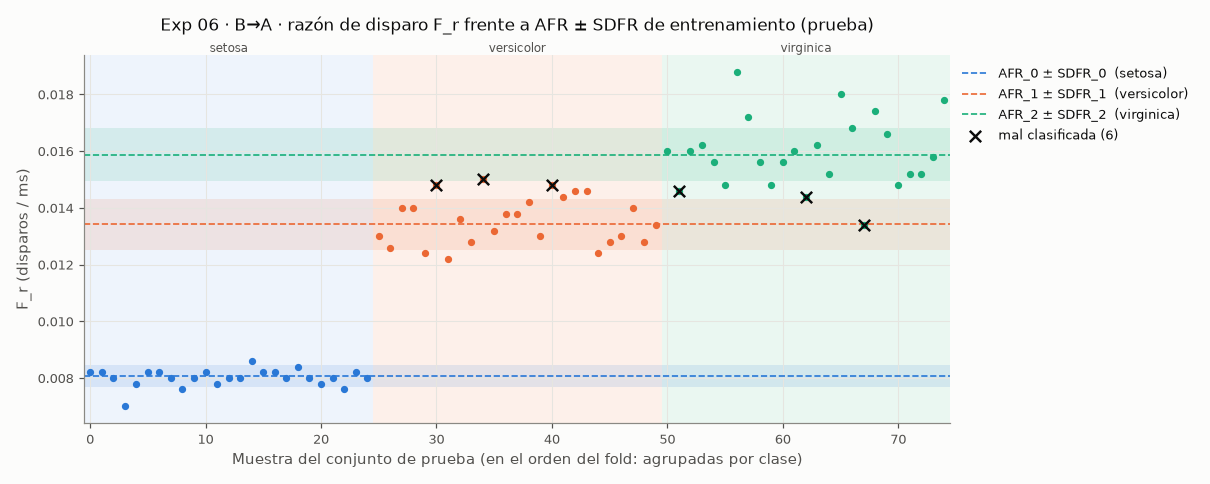 Exp 06 · B→A · razón de disparo F_r frente a AFR ± SDFR de entrenamiento (prueba)
setosa
versicolor
virginica
AFR_0 ± SDFR_0 (setosa)
AFR_1 ± SDFR_1 (versicolor)
AFR_2 ± SDFR_2 (virginica)
mal clasificada (6)
F_r (disparos / ms)
0.018
0.016
0.014
0.012
0.010
0.008
0
10
20
30
40
50
60
70
Muestra del conjunto de prueba (en el orden del fold: agrupadas por clase)